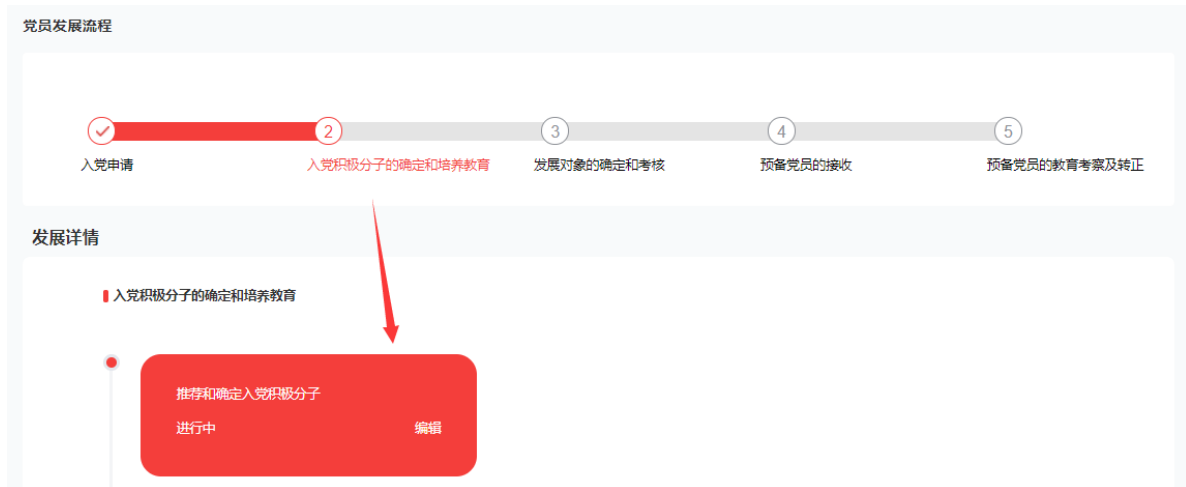 党员发展流程
2
3
4
5
入党申请
入党积极分子的确定和培养教育
发展对象的确定和考核
预备党员的接收
预备党员的教育考察及转正
发展详情
入党积极分子的确定和培养教育
推荐和确定入党积极分子
进行中
编辑